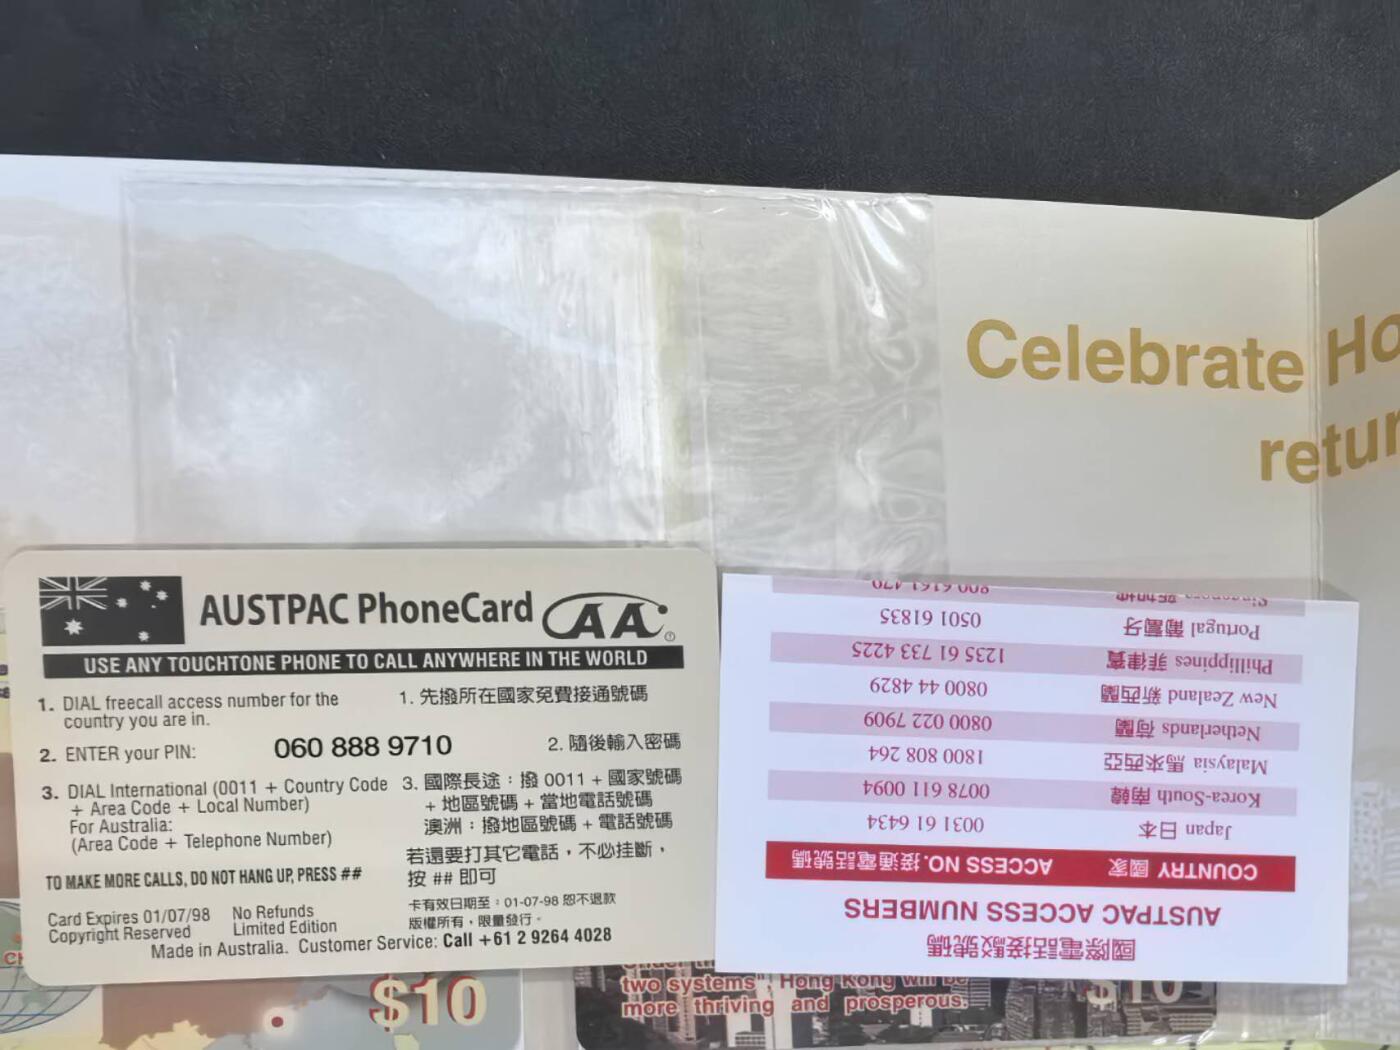 Celebrate Ho
retur
AUSTPAC PhoneCard AA
USE ANY TOUCHTONE PHONE TO CALL ANYWHERE IN THE WORLD
1. DIAL freecall access number for the
country you are in.
1. 先撥所在國家免費接通號碼
2. ENTER your PIN: 060 888 9710
2. 隨後輸入密碼
3. DIAL International (0011 + Country Code
+ Area Code + Local Number)
For Australia:
(Area Code + Telephone Number)
3. 國際長途：撥 0011 + 國家號碼
+ 地區號碼 + 當地電話號碼
澳洲：撥地區號碼 + 電話號碼
TO MAKE MORE CALLS, DO NOT HANG UP, PRESS ##
若還要打其它電話，不必挂斷，
按 ## 即可
Card Expires 01/07/98 No Refunds
Copyright Reserved Limited Edition
卡有效日期至：01-07-98 恕不退款
版權所有，限量發行。
Made in Australia. Customer Service: Call +61 2 9264 4028
國際電話接駁號碼
AUSTPAC ACCESS NUMBERS
COUNTRY 國家 ACCESS NO. 接通電話號碼
Japan 日本 0031 61 6434
Korea-South 南韓 0078 611 0094
Malaysia 馬來西亞 1800 808 264
Netherlands 荷蘭 0800 022 7909
New Zealand 新西蘭 0800 44 4829
Phillippines 菲律賓 1235 61 733 4225
Portugal 葡萄牙 0501 61835
Singapore 新加坡 800 6161 470
$10
two systems", Hong Kong will be
more thriving and prosperous.
$10